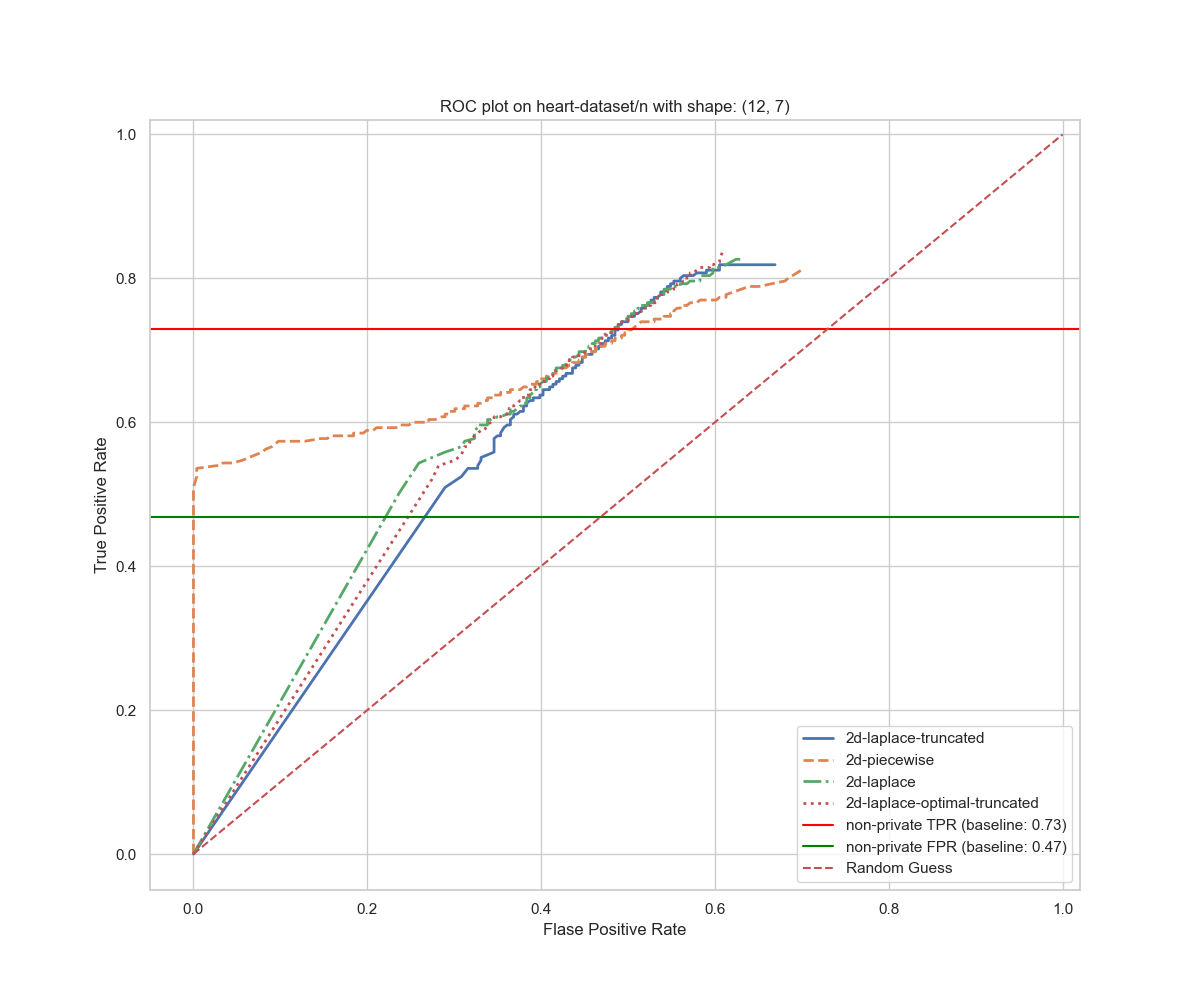 ROC plot on heart-dataset/n with shape: (12, 7)
1.0
0.8
0.6
0.4
0.2
0.0
True Positive Rate
0.0 0.2 0.4 0.6 0.8 1.0
Flase Positive Rate
2d-laplace-truncated
2d-piecewise
2d-laplace
2d-laplace-optimal-truncated
non-private TPR (baseline: 0.73)
non-private FPR (baseline: 0.47)
Random Guess